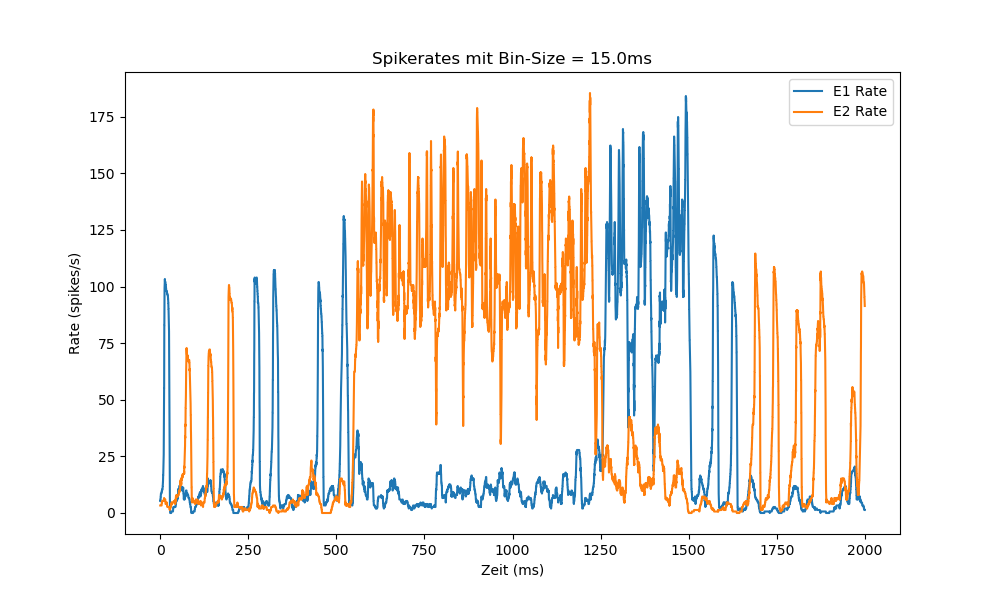 Spikerates mit Bin-Size = 15.0ms
E1 Rate
E2 Rate
175
150
125
100
75
50
25
0
Rate (spikes/s)
0 250 500 750 1000 1250 1500 1750 2000
Zeit (ms)